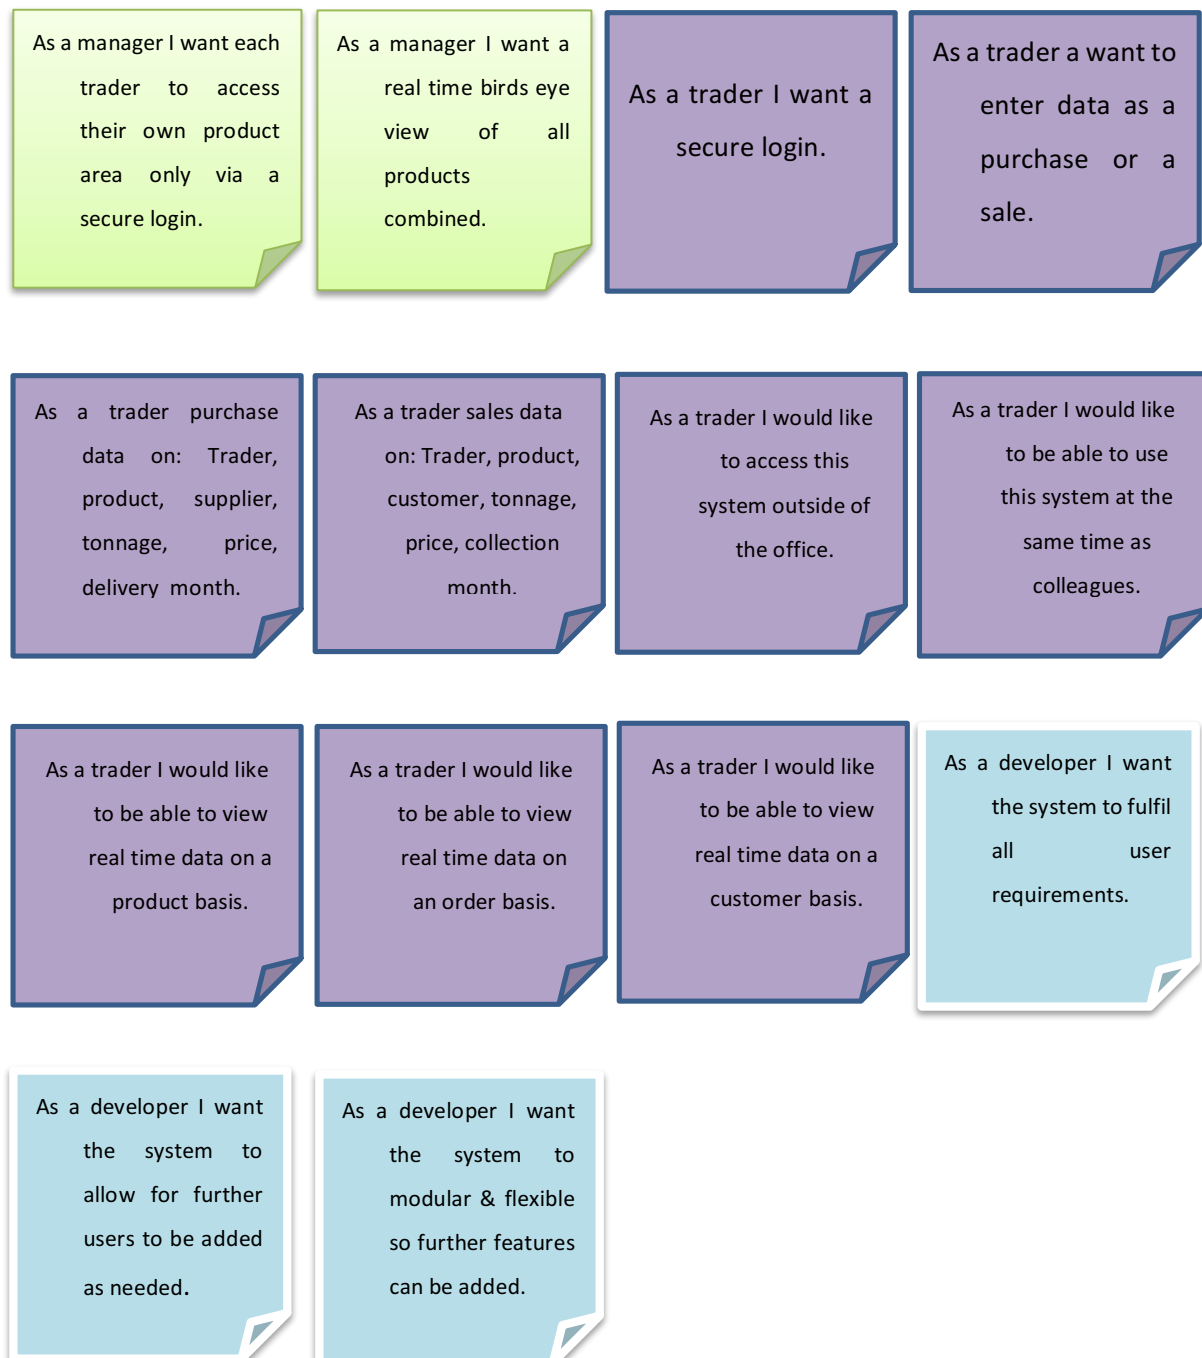 As a manager I want each
trader to access
their own product
area only via a
secure login.
As a manager I want a
real time birds eye
view of all
products
combined.
As a trader I want a
secure login.
As a trader a want to
enter data as a
purchase or a
sale.
As a trader purchase
data on: Trader,
product, supplier,
tonnage, price,
delivery month.
As a trader sales data
on: Trader, product,
customer, tonnage,
price, collection
month.
As a trader I would like
to access this
system outside of
the office.
As a trader I would like
to be able to use
this system at the
same time as
colleagues.
As a trader I would like
to be able to view
real time data on a
product basis.
As a trader I would like
to be able to view
real time data on
an order basis.
As a trader I would like
to be able to view
real time data on a
customer basis.
As a developer I want
the system to fulfil
all user
requirements.
As a developer I want
the system to
allow for further
users to be added
as needed.
As a developer I want
the system to
modular & flexible
so further features
can be added.